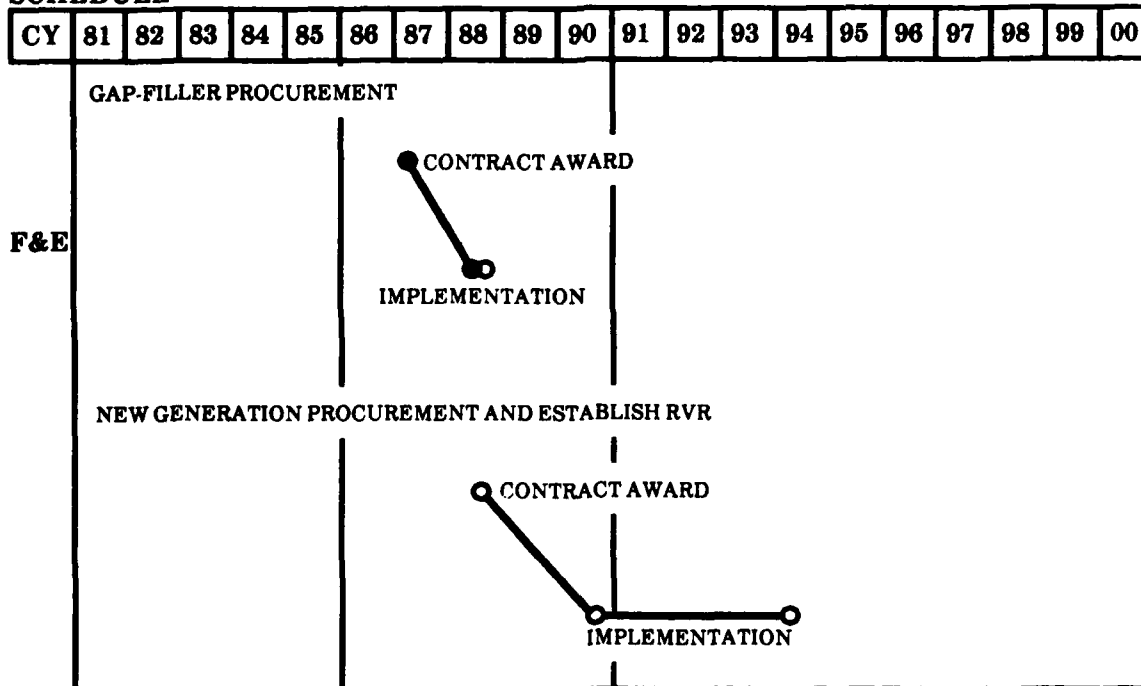 SCHEDULE
CY 81 82 83 84 85 86 87 88 89 90 91 92 93 94 95 96 97 98 99 00
GAP-FILLER PROCUREMENT
CONTRACT AWARD
F&E
IMPLEMENTATION
NEW GENERATION PROCUREMENT AND ESTABLISH RVR
CONTRACT AWARD
IMPLEMENTATION